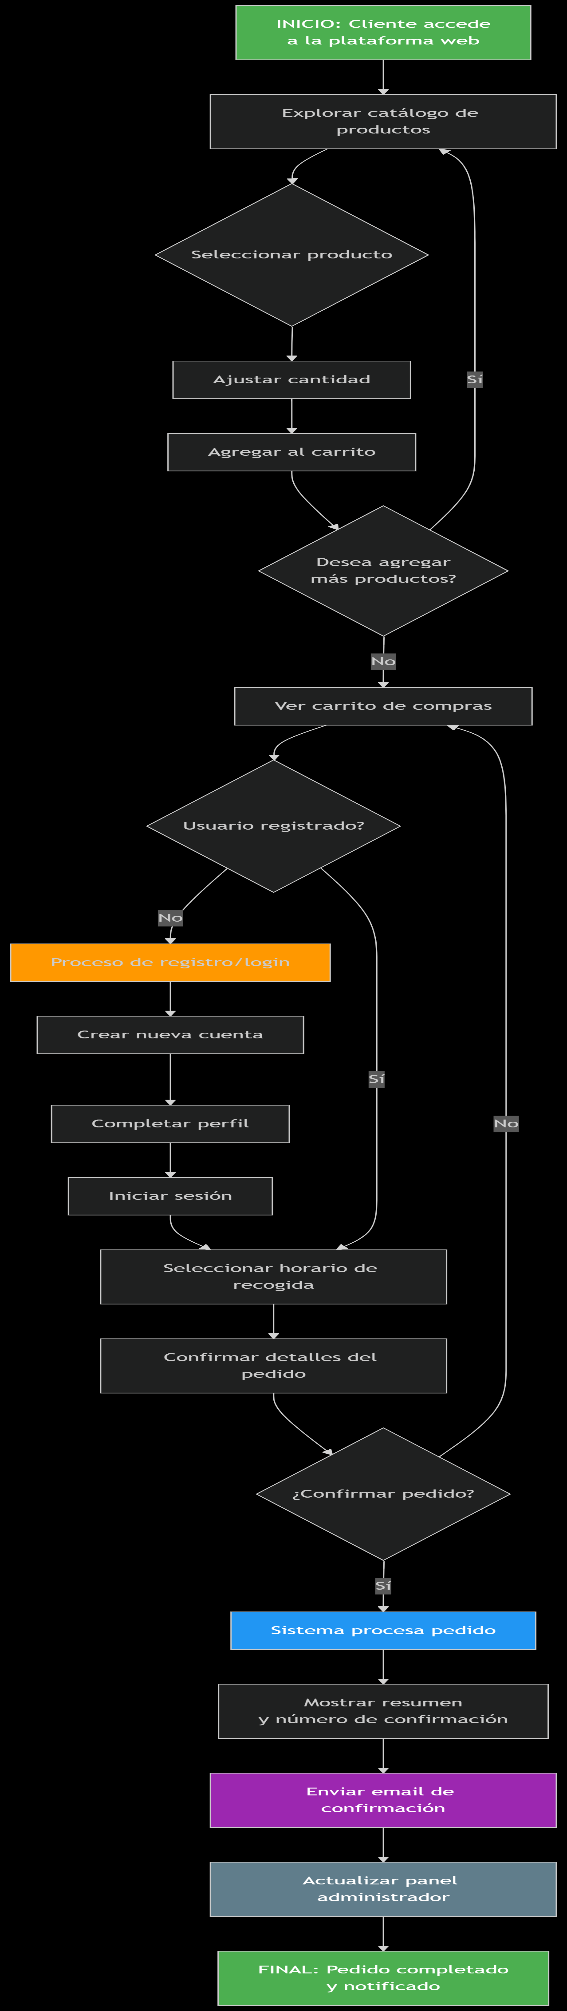 INICIO: Cliente accede
a la plataforma web
Explorar catálogo de
productos
Seleccionar producto
Ajustar cantidad
Sí
Agregar al carrito
Desea agregar
más productos?
No
Ver carrito de compras
Usuario registrado?
No
Proceso de registro/login
Crear nueva cuenta
Sí
Completar perfil
No
Iniciar sesión
Seleccionar horario de
recogida
Confirmar detalles del
pedido
¿Confirmar pedido?
Sí
Sistema procesa pedido
Mostrar resumen
y número de confirmación
Enviar email de
confirmación
Actualizar panel
administrador
FINAL: Pedido completado
y notificado